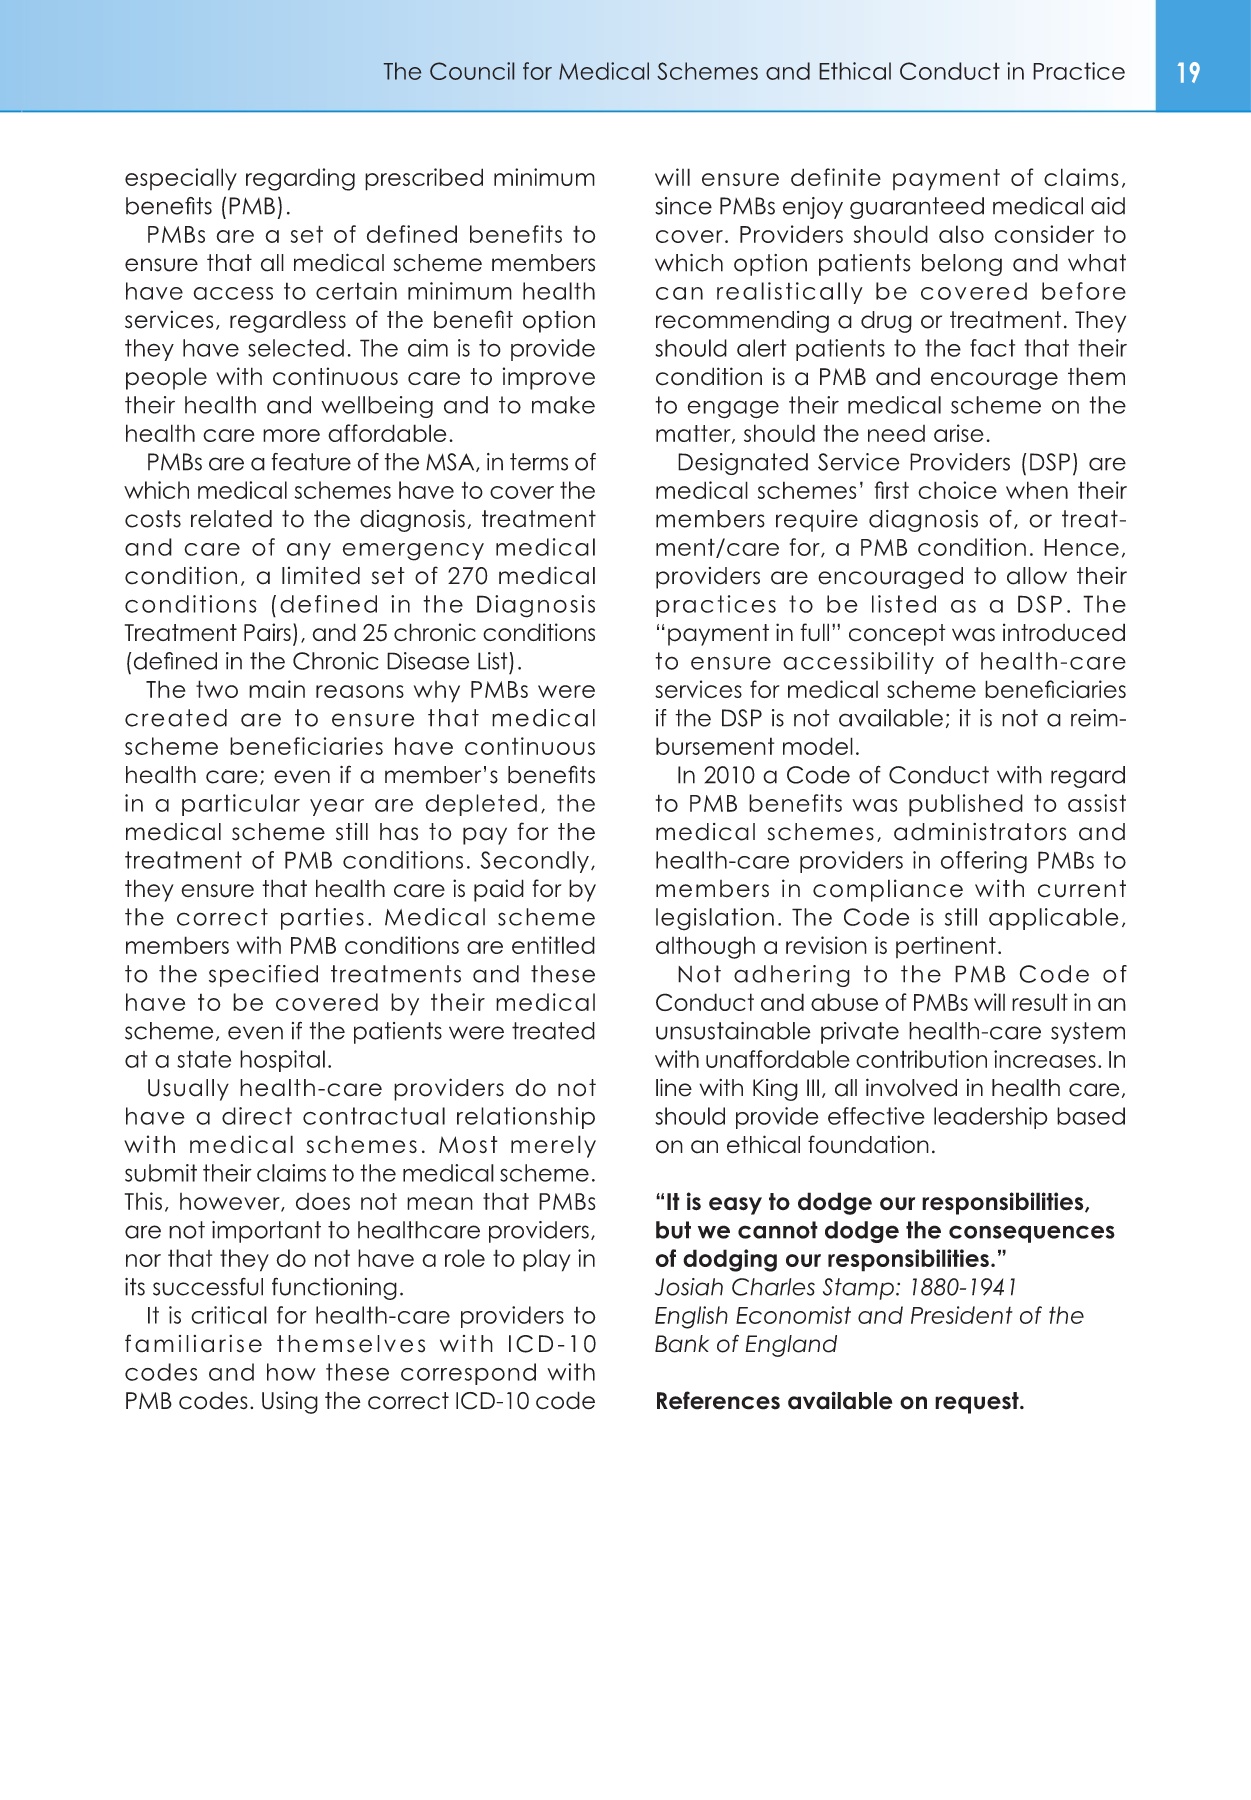 The Council for Medical Schemes and Ethical Conduct in Practice
19
especially regarding prescribed minimum
benefits (PMB).
PMBs are a set of defined benefits to
ensure that all medical scheme members
have access to certain minimum health
services, regardless of the benefit option
they have selected. The aim is to provide
people with continuous care to improve
their health and wellbeing and to make
health care more affordable.
PMBs are a feature of the MSA, in terms of
which medical schemes have to cover the
costs related to the diagnosis, treatment
and care of any emergency medical
condition, a limited set of 270 medical
conditions (defined in the Diagnosis
Treatment Pairs), and 25 chronic conditions
(defined in the Chronic Disease List).
The two main reasons why PMBs were
created are to ensure that medical
scheme beneficiaries have continuous
health care; even if a member’s benefits
in a particular year are depleted, the
medical scheme still has to pay for the
treatment of PMB conditions. Secondly,
they ensure that health care is paid for by
the correct parties. Medical scheme
members with PMB conditions are entitled
to the specified treatments and these
have to be covered by their medical
scheme, even if the patients were treated
at a state hospital.
Usually health-care providers do not
have a direct contractual relationship
with medical schemes. Most merely
submit their claims to the medical scheme.
This, however, does not mean that PMBs
are not important to healthcare providers,
nor that they do not have a role to play in
its successful functioning.
It is critical for health-care providers to
familiarise themselves with ICD-10
codes and how these correspond with
PMB codes. Using the correct ICD-10 code
will ensure definite payment of claims,
since PMBs enjoy guaranteed medical aid
cover. Providers should also consider to
which option patients belong and what
can realistically be covered before
recommending a drug or treatment. They
should alert patients to the fact that their
condition is a PMB and encourage them
to engage their medical scheme on the
matter, should the need arise.
Designated Service Providers (DSP) are
medical schemes’ first choice when their
members require diagnosis of, or treat-
ment/care for, a PMB condition. Hence,
providers are encouraged to allow their
practices to be listed as a DSP. The
“payment in full” concept was introduced
to ensure accessibility of health-care
services for medical scheme beneficiaries
if the DSP is not available; it is not a reim-
bursement model.
In 2010 a Code of Conduct with regard
to PMB benefits was published to assist
medical schemes, administrators and
health-care providers in offering PMBs to
members in compliance with current
legislation. The Code is still applicable,
although a revision is pertinent.
Not adhering to the PMB Code of
Conduct and abuse of PMBs will result in an
unsustainable private health-care system
with unaffordable contribution increases. In
line with King III, all involved in health care,
should provide effective leadership based
on an ethical foundation.
“It is easy to dodge our responsibilities,
but we cannot dodge the consequences
of dodging our responsibilities.”
Josiah Charles Stamp: 1880-1941
English Economist and President of the
Bank of England
References available on request.